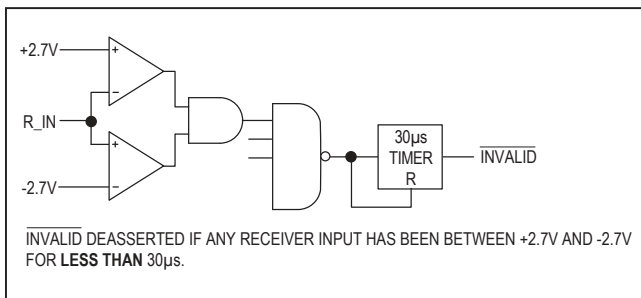 +2.7V
+
−
R_IN
+
−
-2.7V
30µs
TIMER
R
INVALID
INVALID DEASSERTED IF ANY RECEIVER INPUT HAS BEEN BETWEEN +2.7V AND -2.7V
FOR LESS THAN 30µs.